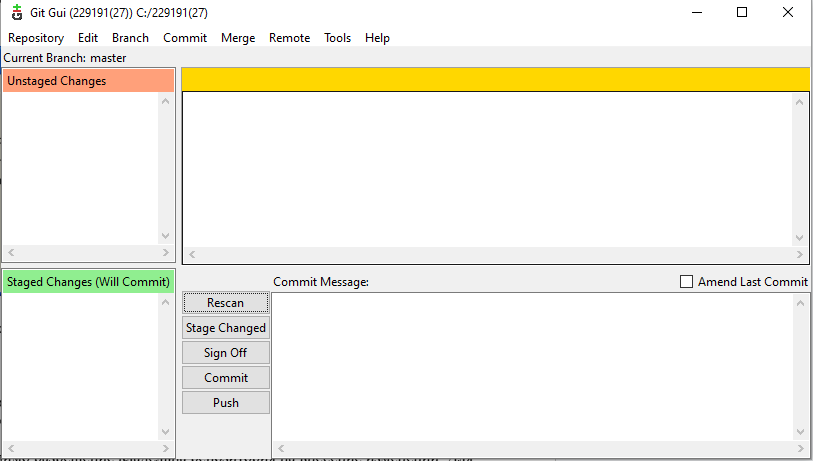 Git Gui (229191(27)) C:/229191(27)
Repository Edit Branch Commit Merge Remote Tools Help
Current Branch: master
Unstaged Changes
Staged Changes (Will Commit)
Commit Message:
Amend Last Commit
Rescan
Stage Changed
Sign Off
Commit
Push